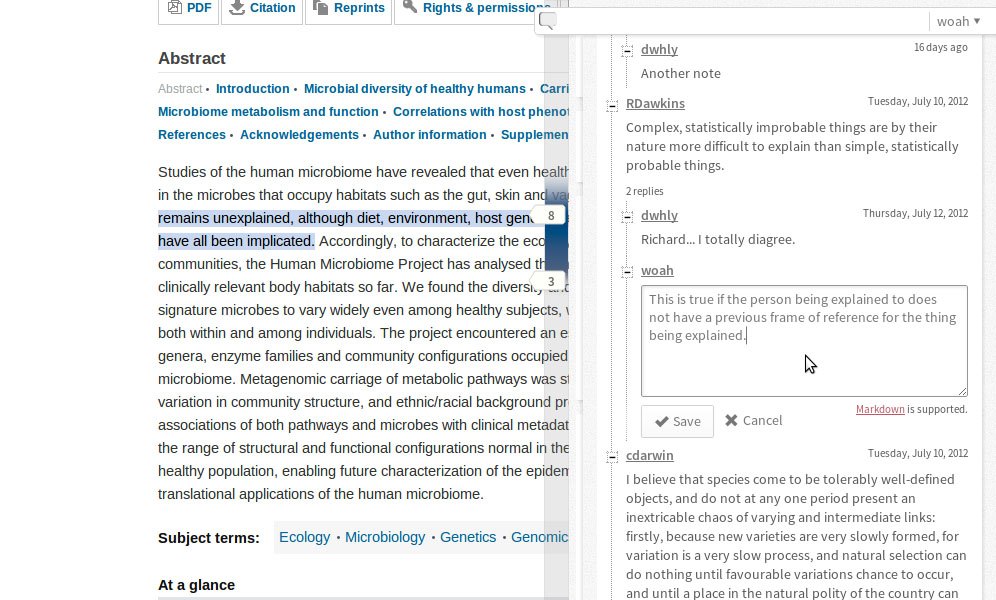 PDF
Citation
Reprints
Rights & permissions
Abstract
Abstract • Introduction • Microbial diversity of healthy humans • Carri
Microbiome metabolism and function • Correlations with host phenot
References • Acknowledgements • Author information • Supplemen
Studies of the human microbiome have revealed that even health
in the microbes that occupy habitats such as the gut, skin and va
remains unexplained, although diet, environment, host gen
have all been implicated. Accordingly, to characterize the eco
communities, the Human Microbiome Project has analysed th
clinically relevant body habitats so far. We found the diversity and
signature microbes to vary widely even among healthy subjects, w
both within and among individuals. The project encountered an es
genera, enzyme families and community configurations occupied
microbiome. Metagenomic carriage of metabolic pathways was st
variation in community structure, and ethnic/racial background pr
associations of both pathways and microbes with clinical metadat
the range of structural and functional configurations normal in the
healthy population, enabling future characterization of the epidem
translational applications of the human microbiome.
Subject terms: Ecology • Microbiology • Genetics • Genomic
At a glance
8
3
woah ▾
dwhly 16 days ago
Another note
RDawkins Tuesday, July 10, 2012
Complex, statistically improbable things are by their
nature more difficult to explain than simple, statistically
probable things.
2 replies
dwhly Thursday, July 12, 2012
Richard... I totally diagree.
woah
This is true if the person being explained to does
not have a previous frame of reference for the thing
being explained.
Markdown is supported.
Save Cancel
cdarwin Tuesday, July 10, 2012
I believe that species come to be tolerably well-defined
objects, and do not at any one period present an
inextricable chaos of varying and intermediate links:
firstly, because new varieties are very slowly formed, for
variation is a very slow process, and natural selection can
do nothing until favourable variations chance to occur,
and until a place in the natural polity of the country can